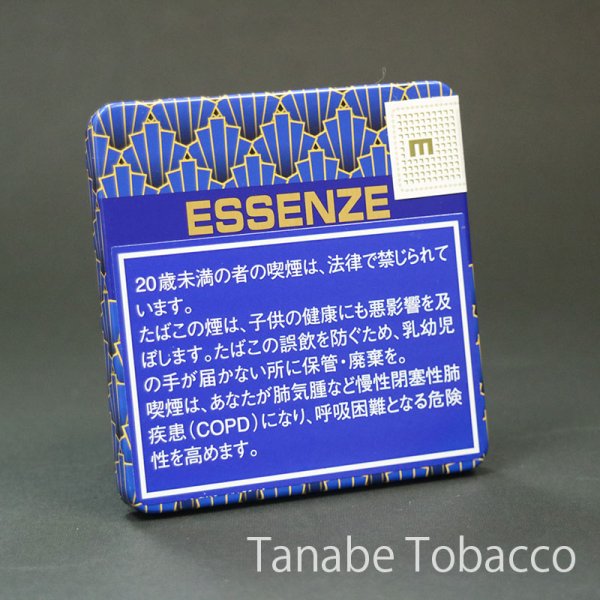 E
ESSENZE
20歳未満の者の喫煙は、法律で禁じられて
います。
たばこの煙は、子供の健康にも悪影響を及
ぼします。たばこの誤飲を防ぐため、乳幼児
の手が届かない所に保管・廃棄を。
喫煙は、あなたが肺気腫など慢性閉塞性肺
疾患(COPD)になり、呼吸困難となる危険
性を高めます。
Tanabe Tobacco